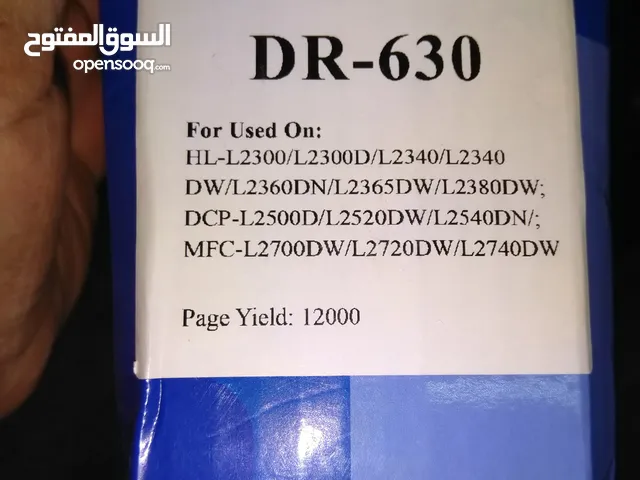 السوق المفتوح
opensooq.com
DR-630
For Used On:
HL-L2300/L2300D/L2340/L2340
DW/L2360DN/L2365DW/L2380DW;
DCP-L2500D/L2520DW/L2540DN/;
MFC-L2700DW/L2720DW/L2740DW
Page Yield: 12000